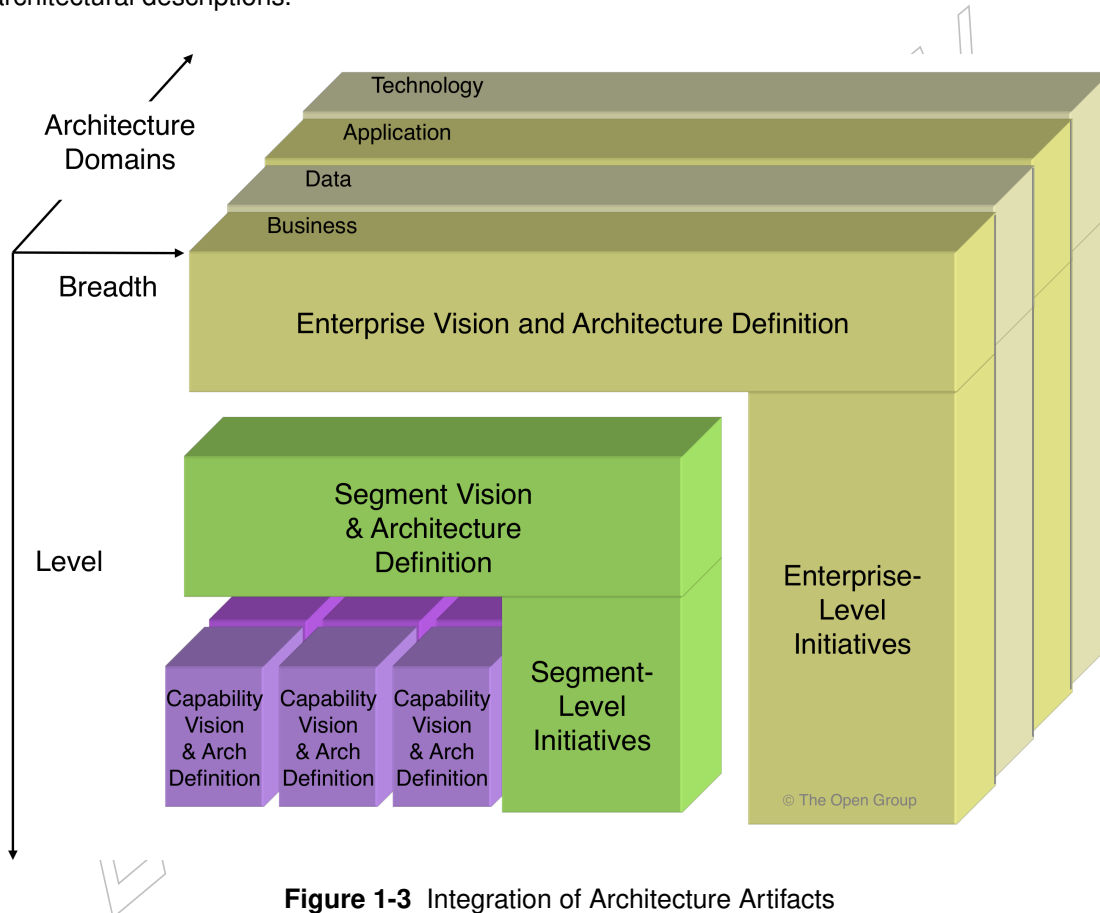 architectural descriptions.
Technology
Application
Data
Business
Architecture
Domains
Breadth
Level
Enterprise Vision and Architecture Definition
Segment Vision
& Architecture
Definition
Enterprise-
Level
Initiatives
Segment-
Level
Initiatives
Capability
Vision
& Arch
Definition
Capability
Vision
& Arch
Definition
Capability
Vision
& Arch
Definition
© The Open Group
Figure 1-3 Integration of Architecture Artifacts